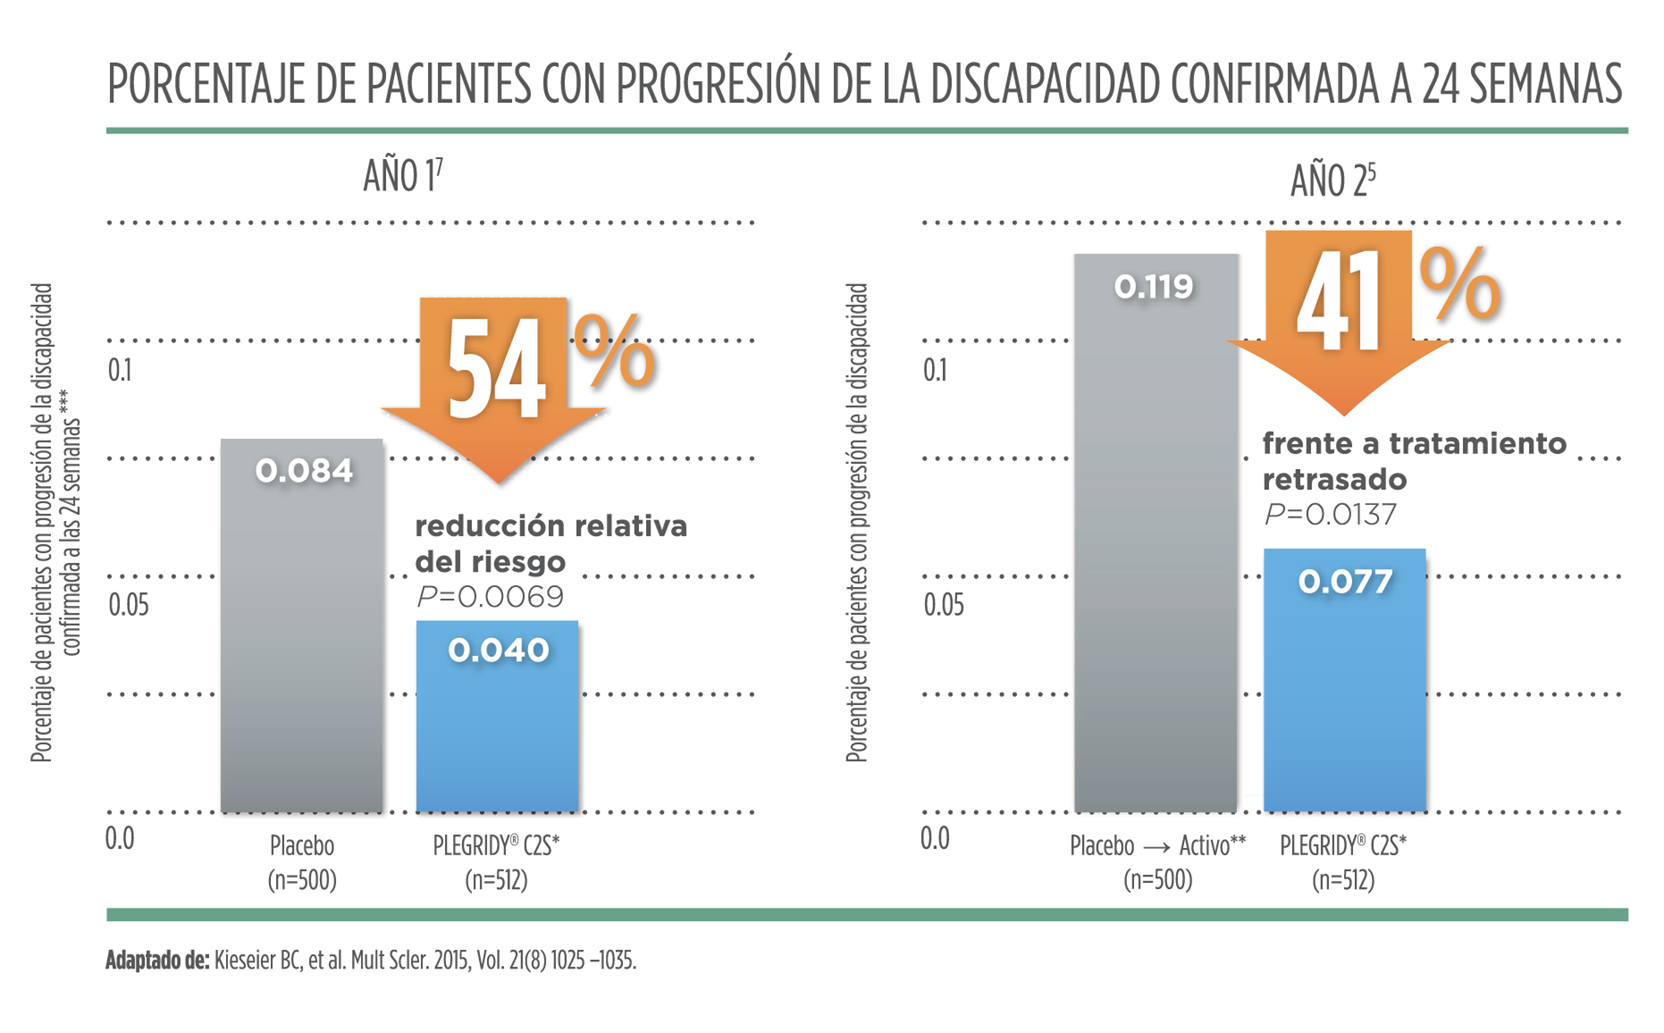 PORCENTAJE DE PACIENTES CON PROGRESIÓN DE LA DISCAPACIDAD CONFIRMADA A 24 SEMANAS
AÑO 1⁷
Porcentaje de pacientes con progresión de la discapacidad
confirmada a las 24 semanas ***
0.1
0.05
0.0
0.084
54%
reducción relativa
del riesgo
P=0.0069
0.040
Placebo
(n=500)
PLEGRIDY® C2S*
(n=512)
AÑO 2⁵
Porcentaje de pacientes con progresión de la discapacidad
0.1
0.05
0.0
0.119
41%
frente a tratamiento
retrasado
P=0.0137
0.077
Placebo → Activo**
(n=500)
PLEGRIDY® C2S*
(n=512)
Adaptado de: Kieseier BC, et al. Mult Scler. 2015, Vol. 21(8) 1025 –1035.